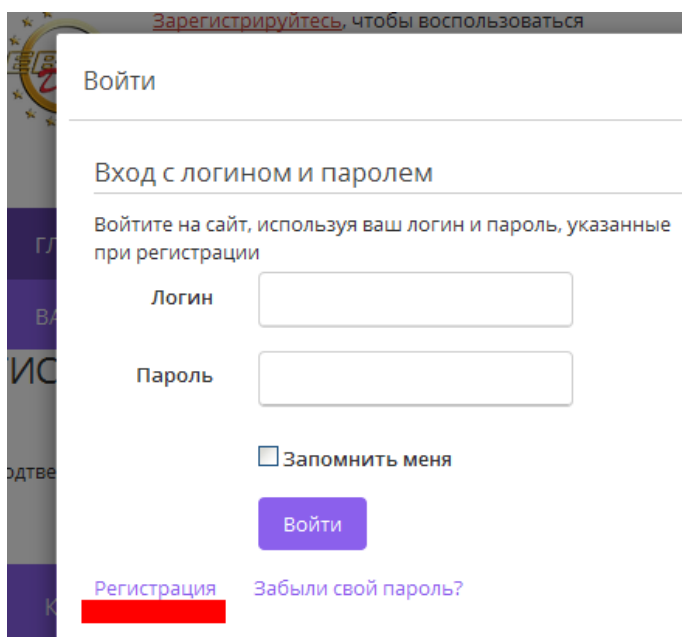 Зарегистрируйтесь, чтобы воспользоваться
Войти
Вход с логином и паролем
Войтите на сайт, используя ваш логин и пароль, указанные
при регистрации
Логин
Пароль
Запомнить меня
Войти
Регистрация Забыли свой пароль?